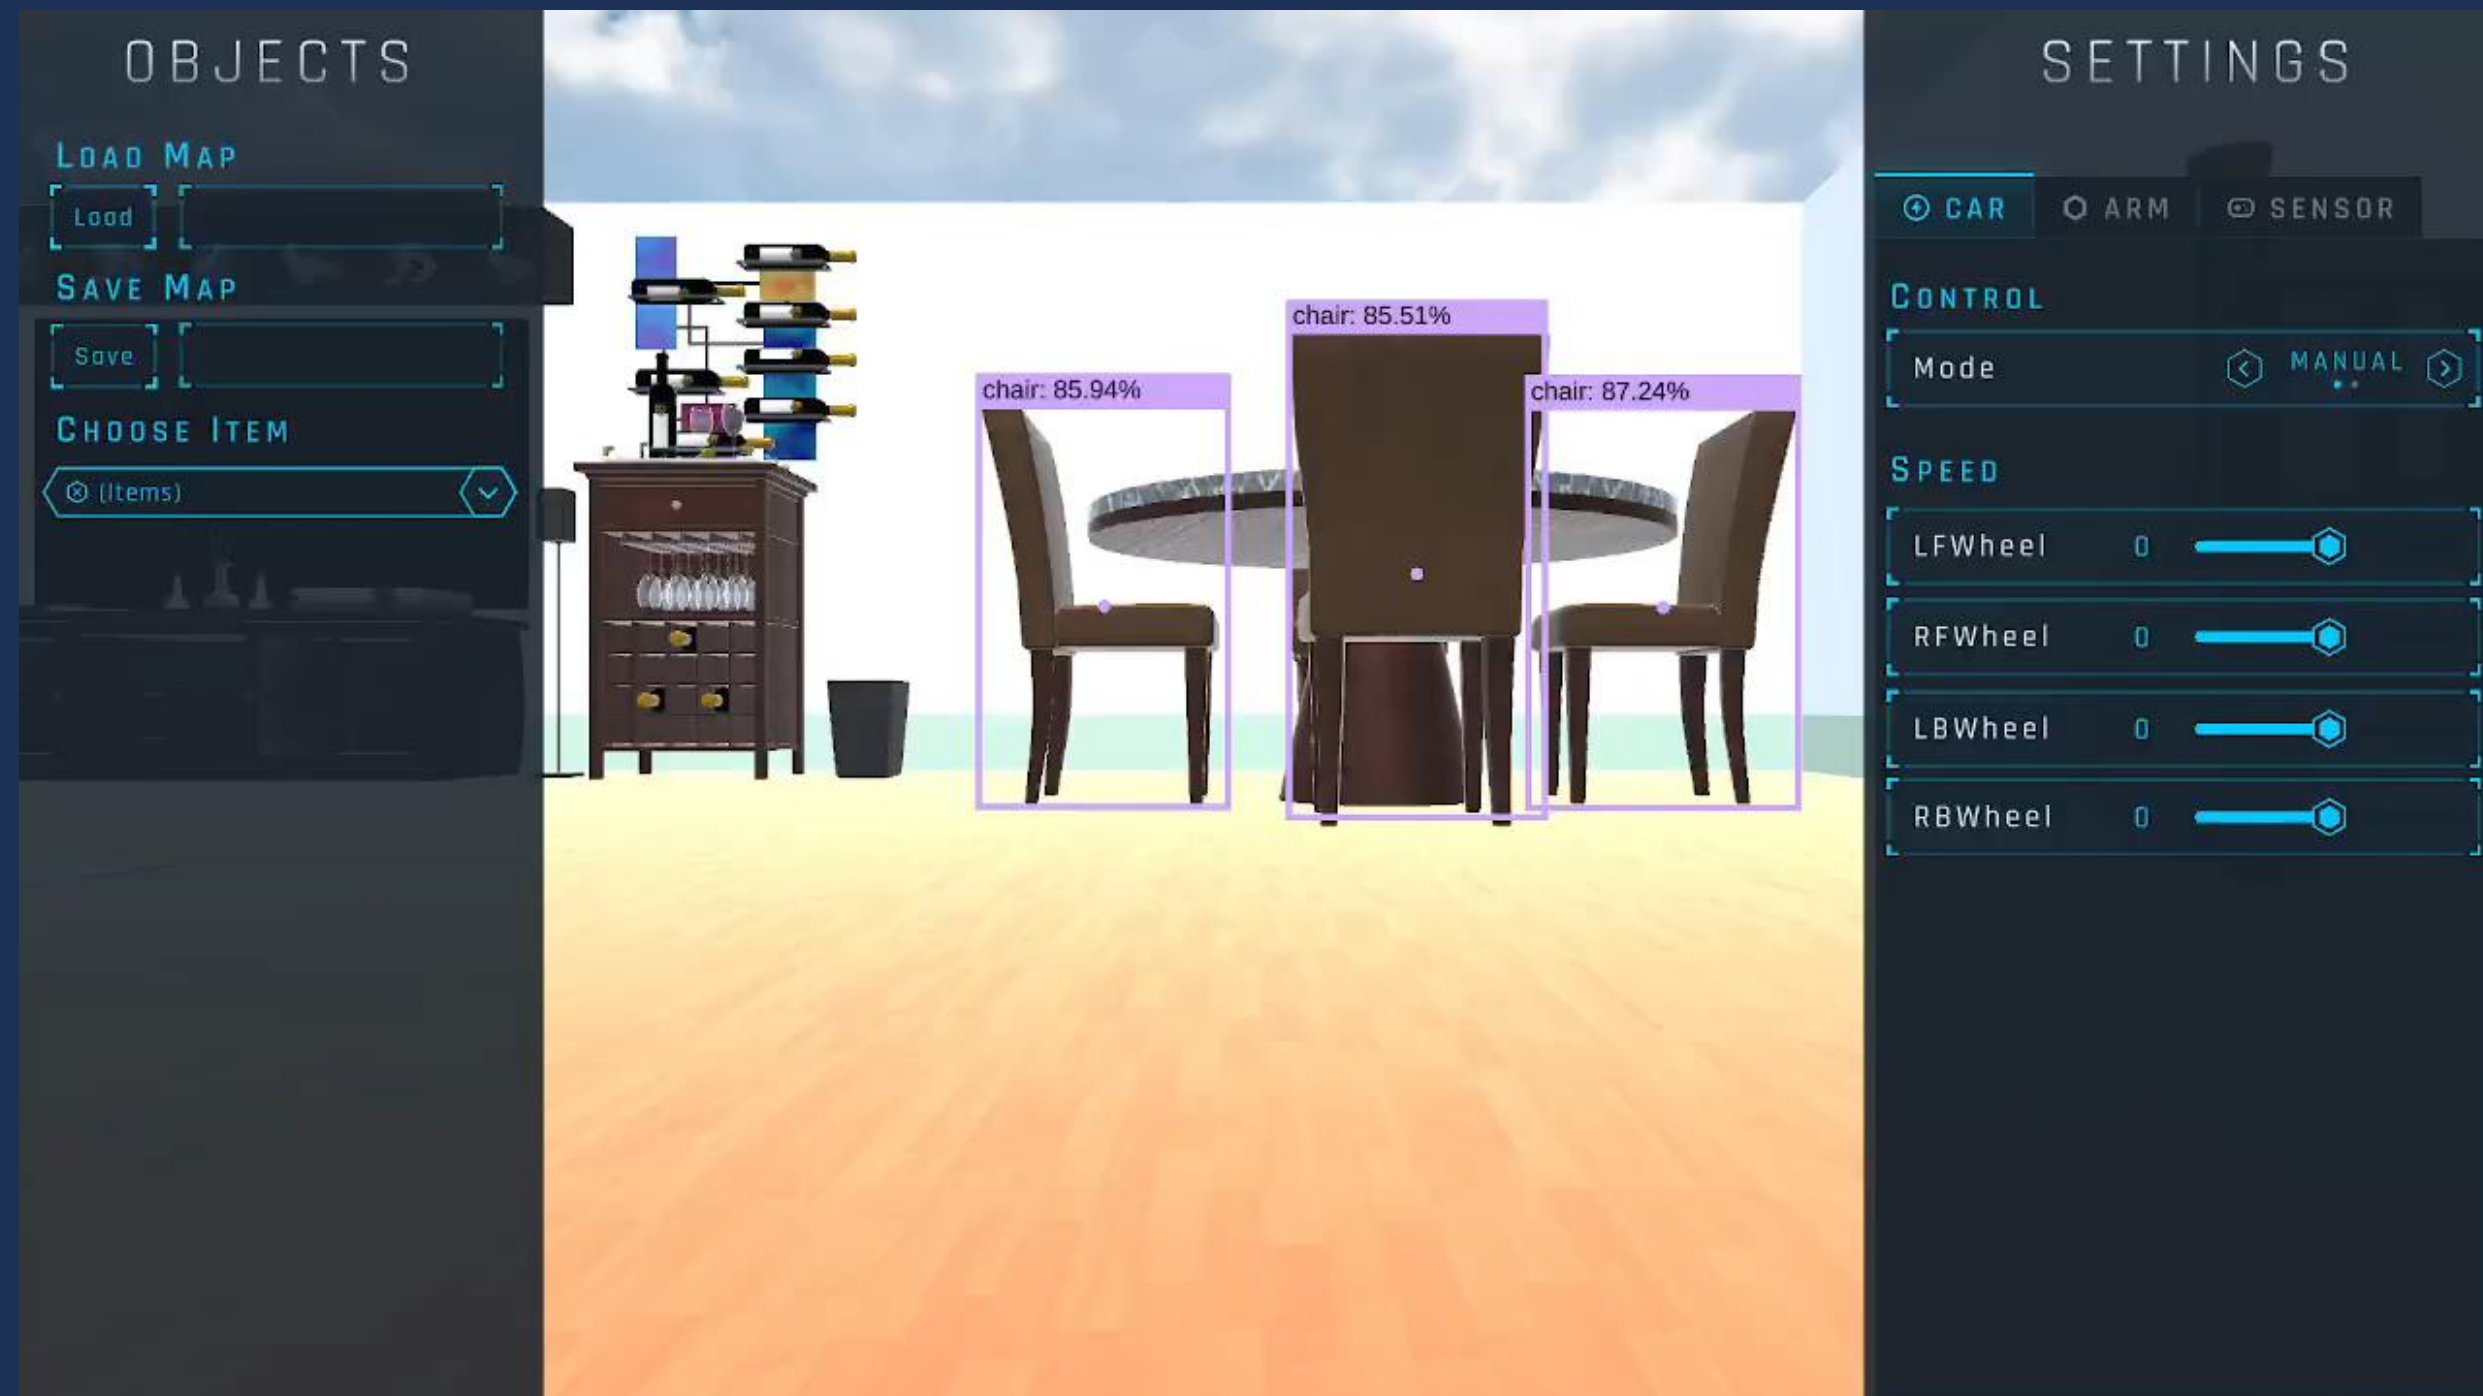 OBJECTS
LOAD MAP
Load
SAVE MAP
Save
CHOOSE ITEM
(Items)
chair: 85.94%
chair: 85.51%
chair: 87.24%
SETTINGS
CAR ARM SENSOR
CONTROL
Mode MANUAL
SPEED
LFWheel 0
RFWheel 0
LBWheel 0
RBWheel 0